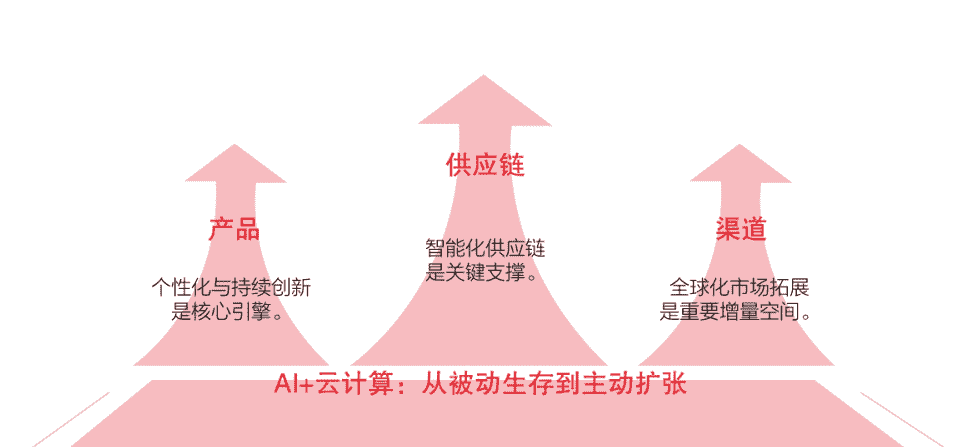 供应链
智能化供应链
是关键支撑。
产品
个性化与持续创新
是核心引擎。
渠道
全球化市场拓展
是重要增量空间。
AI+云计算：从被动生存到主动扩张